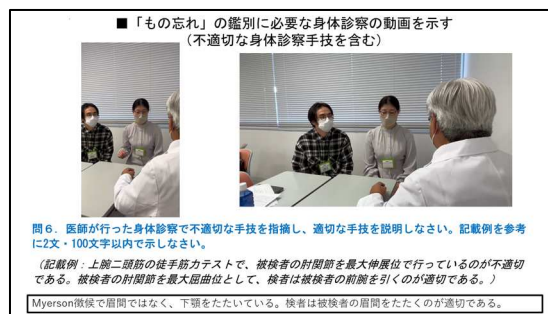 ■「もの忘れ」の鑑別に必要な身体診察の動画を示す
（不適切な身体診察手技を含む）
問６．医師が行った身体診察で不適切な手技を指摘し、適切な手技を説明しなさい。記載例を参考
に2文・100文字以内で示しなさい。
（記載例：上腕二頭筋の徒手筋力テストで、被検者の肘関節を最大伸展位で行っているのが不適切
である。被検者の肘関節を最大屈曲位として、検者は被検者の前腕を引くのが適切である。）
Myerson徴候で眉間ではなく、下顎をたたいている。検者は被検者の眉間をたたくのが適切である。